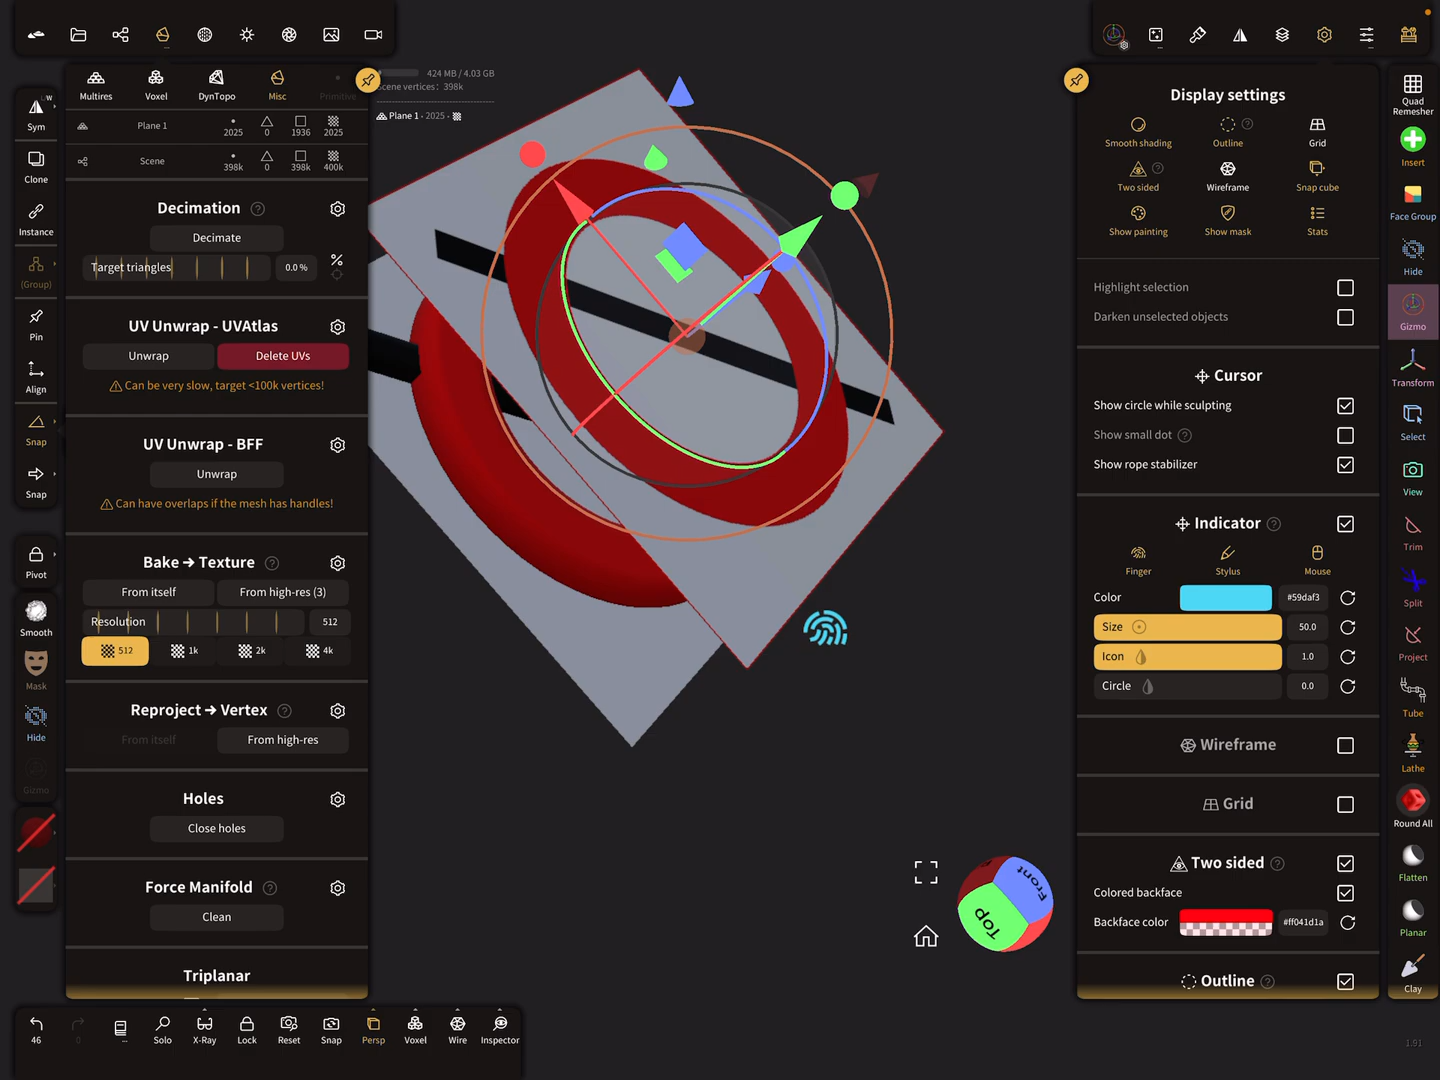 Multires
Voxel
DynTopo
Misc
Primitive
424 MB / 4.03 GB
Scene vertices: 398k
Plane 1 · 2025 ·
Plane 1
2025
0
1936
2025
Scene
398k
0
398k
400k
Decimation
Decimate
Target triangles
0.0 %
%
UV Unwrap - UVAtlas
Unwrap
Delete UVs
Can be very slow, target <100k vertices!
UV Unwrap - BFF
Unwrap
Can have overlaps if the mesh has handles!
Bake → Texture
From itself
From high-res (3)
Resolution
512
512
1k
2k
4k
Reproject → Vertex
From itself
From high-res
Holes
Close holes
Force Manifold
Clean
Triplanar
Sym
Clone
Instance
(Group)
Pin
Align
Snap
Snap
Pivot
Smooth
Mask
Hide
Gizmo
46
0
Solo
X-Ray
Lock
Reset
Snap
Persp
Voxel
Wire
Inspector
Top
Front
Display settings
Smooth shading
Outline
Grid
Two sided
Wireframe
Snap cube
Show painting
Show mask
Stats
Highlight selection
Darken unselected objects
Cursor
Show circle while sculpting
Show small dot
Show rope stabilizer
Indicator
Finger
Stylus
Mouse
Color
#59daf3
Size
50.0
Icon
1.0
Circle
0.0
Wireframe
Grid
Two sided
Colored backface
Backface color
#ff041d1a
Outline
Quad
Remesher
Insert
Face Group
Hide
Gizmo
Transform
Select
View
Trim
Split
Project
Tube
Lathe
Round All
Flatten
Planar
Clay
1.91